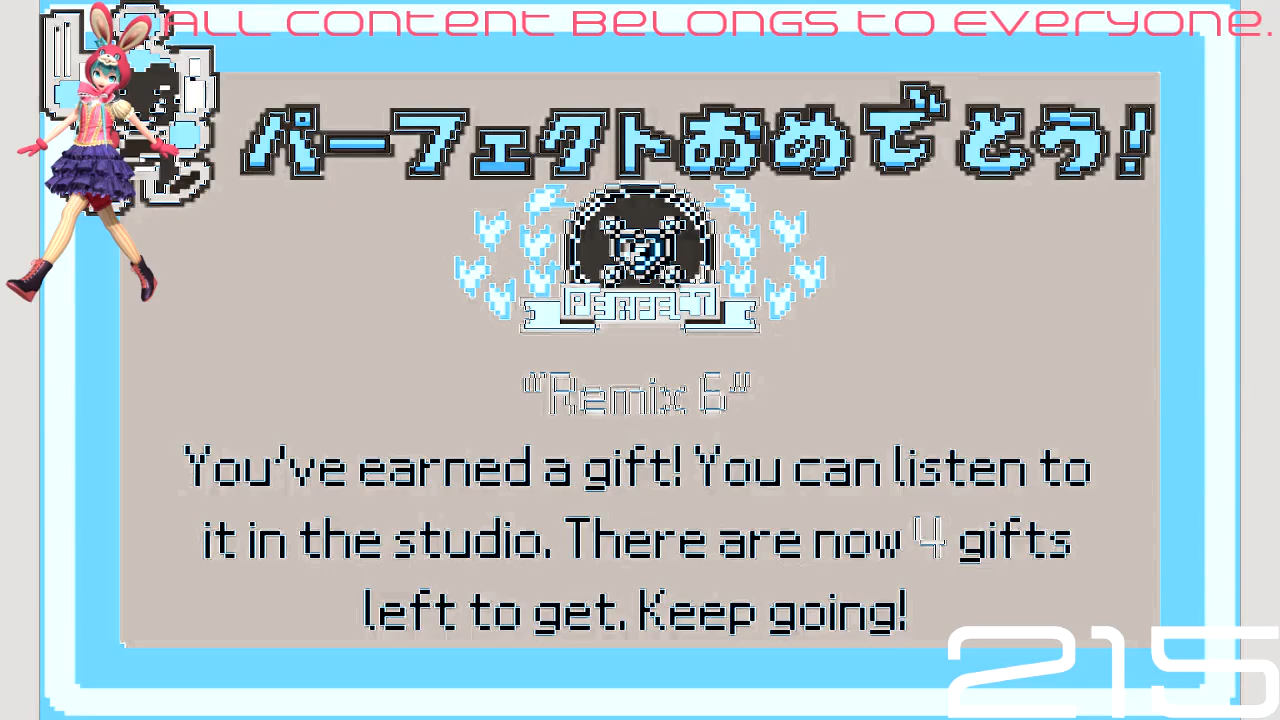 ALL CONTENT BELONGS TO EVERYONE.
パーフェクトおめでとう!
PERFECT
"Remix 6"
You've earned a gift! You can listen to
it in the studio. There are now 4 gifts
left to get. Keep going!
215